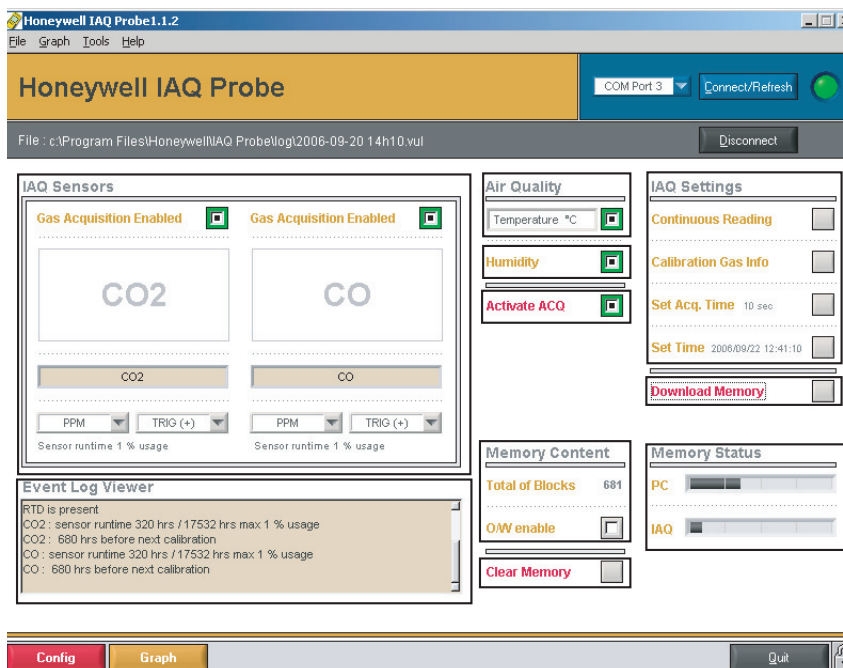 Honeywell IAQ Probe1.1.2
File Graph Tools Help
Honeywell IAQ Probe
COM Port 3
Connect/Refresh
File : c:\Program Files\Honeywell\IAQ Probe\log\2006-09-20 14h10.vul
Disconnect
IAQ Sensors
Gas Acquisition Enabled
Gas Acquisition Enabled
CO2
CO
CO2
CO
PPM
TRIG (+)
PPM
TRIG (+)
Sensor runtime 1 % usage
Sensor runtime 1 % usage
Air Quality
Temperature °C
Humidity
Activate ACQ
IAQ Settings
Continuous Reading
Calibration Gas Info
Set Acq. Time 10 sec
Set Time 2006/09/22 12:41:10
Download Memory
Event Log Viewer
RTD is present
CO2 : sensor runtime 320 hrs / 17532 hrs max 1 % usage
CO2 : 680 hrs before next calibration
CO : sensor runtime 320 hrs / 17532 hrs max 1 % usage
CO : 680 hrs before next calibration
Memory Content
Total of Blocks 681
O/W enable
Clear Memory
Memory Status
PC
IAQ
Config
Graph
Quit